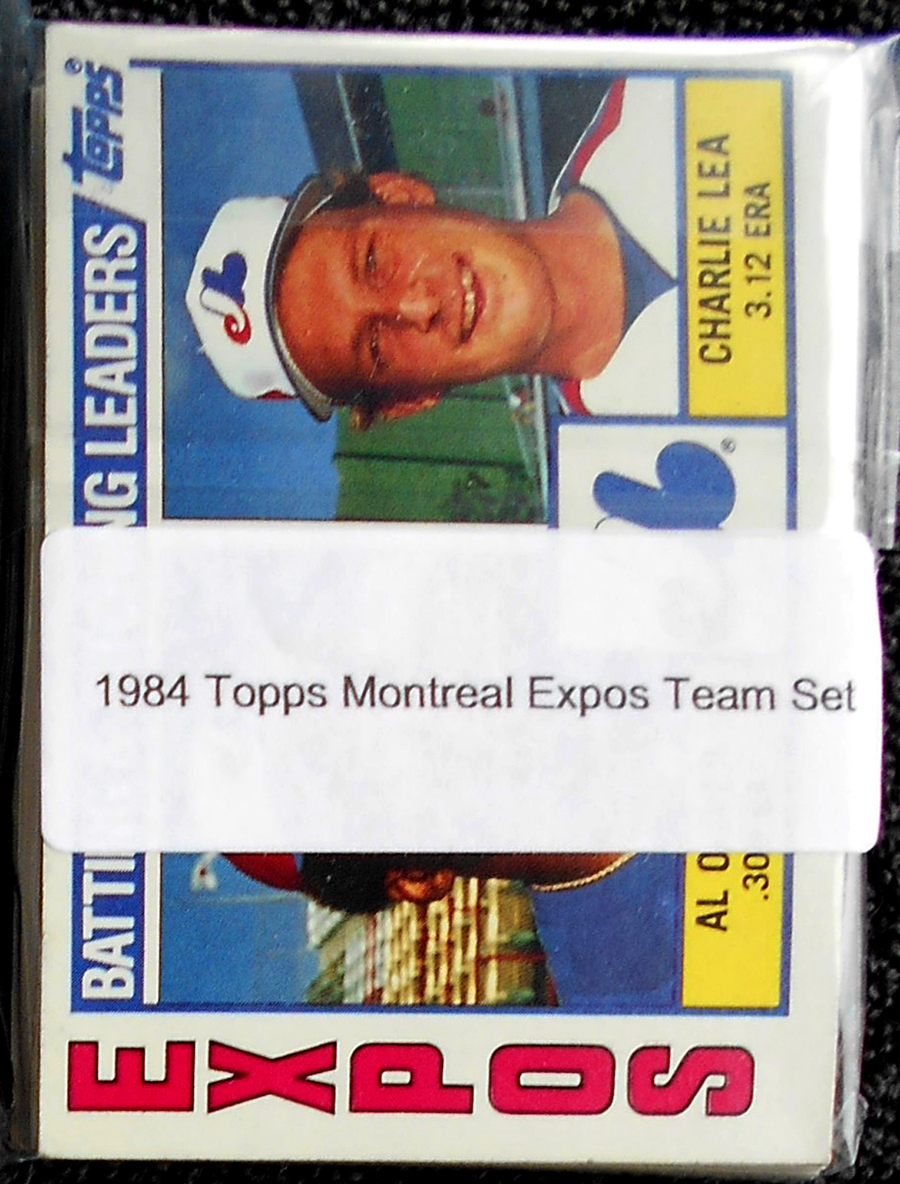 1984 Topps Montreal Expos Team Set
EXPOS
BATTI NG LEADERS/TOPPS®
AL O
.30
CHARLIE LEA
3.12 ERA
®